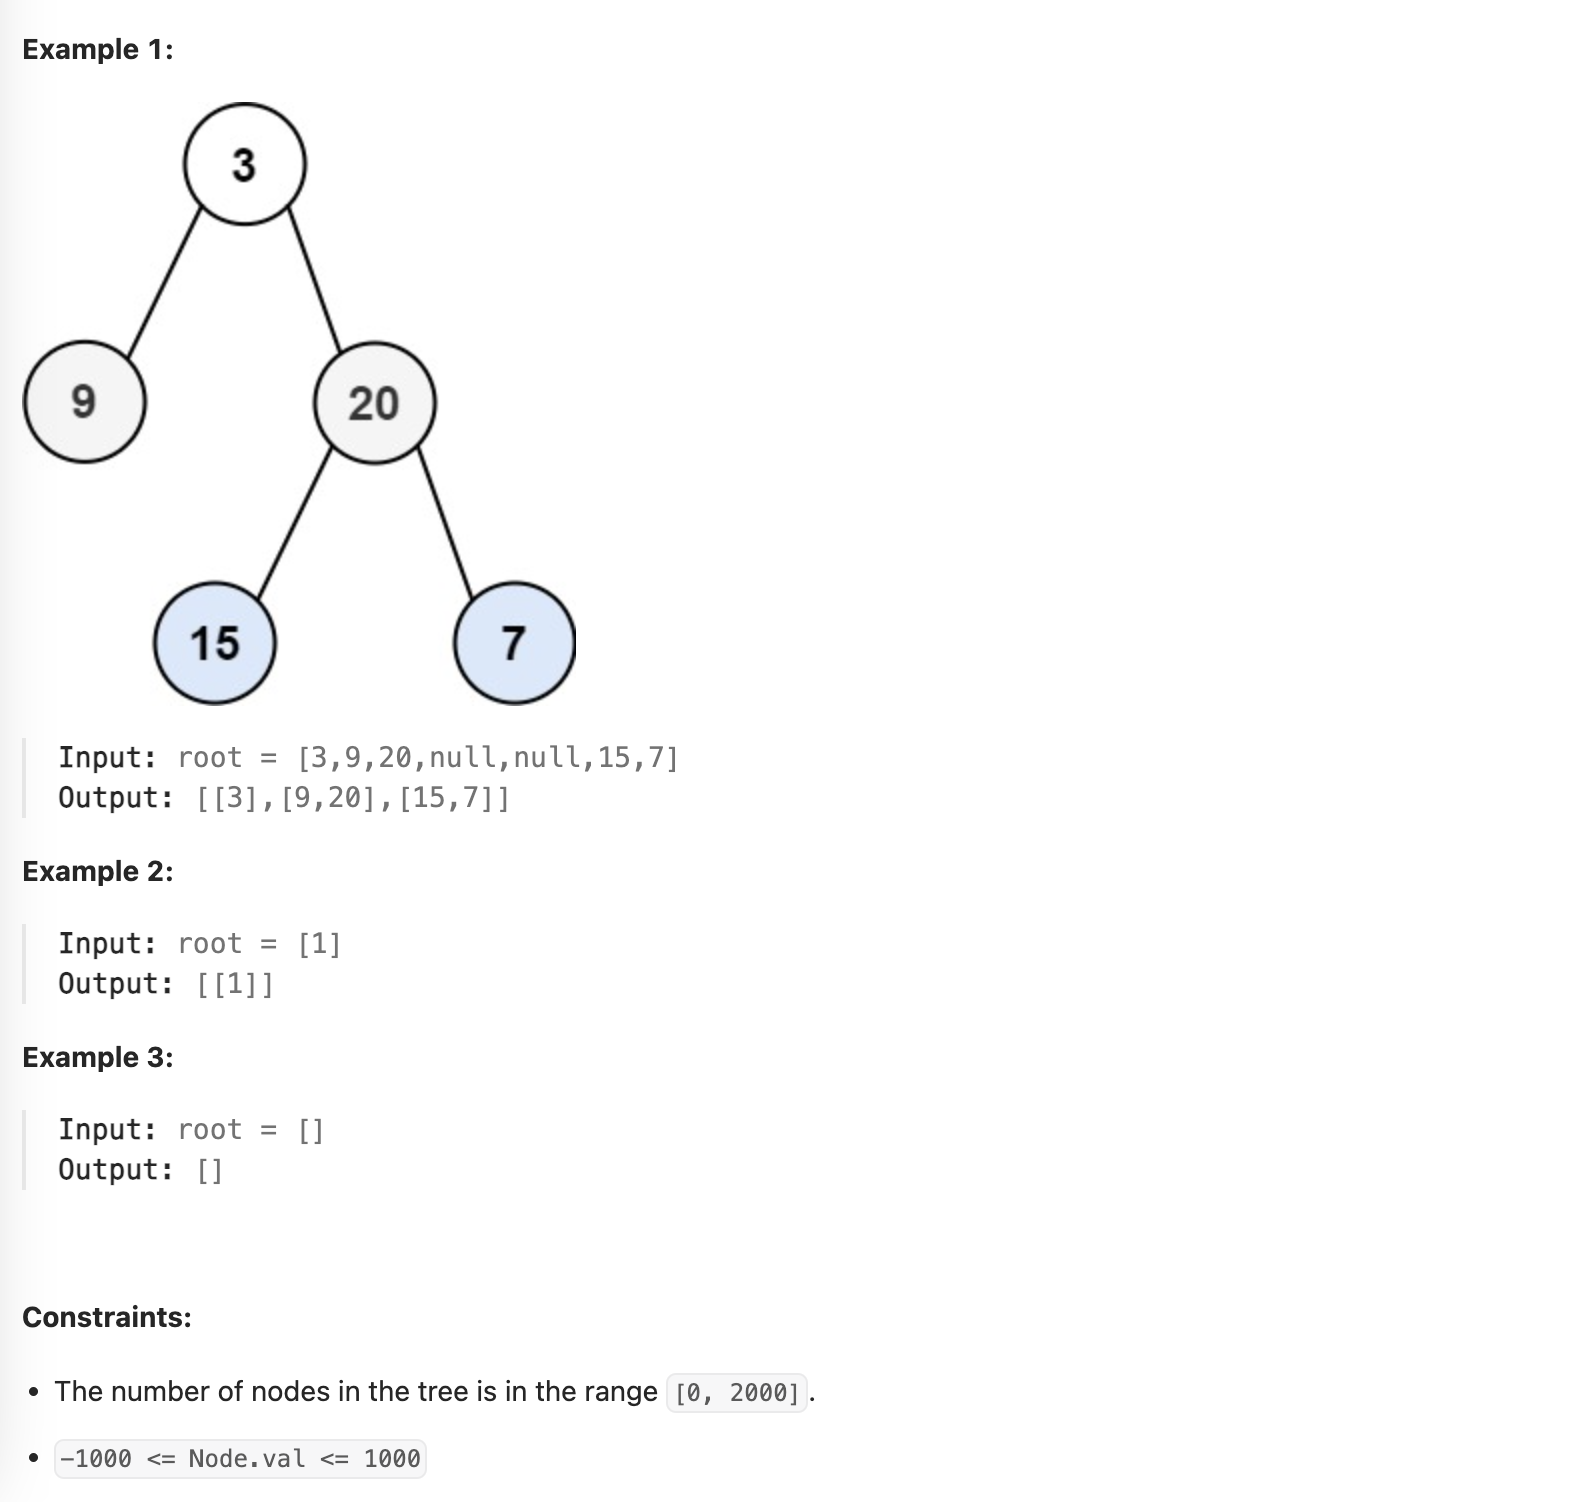 Example 1:
3
9
20
15
7
Input: root = [3,9,20,null,null,15,7]
Output: [[3],[9,20],[15,7]]
Example 2:
Input: root = [1]
Output: [[1]]
Example 3:
Input: root = []
Output: []
Constraints:
• The number of nodes in the tree is in the range [0, 2000].
• -1000 <= Node.val <= 1000